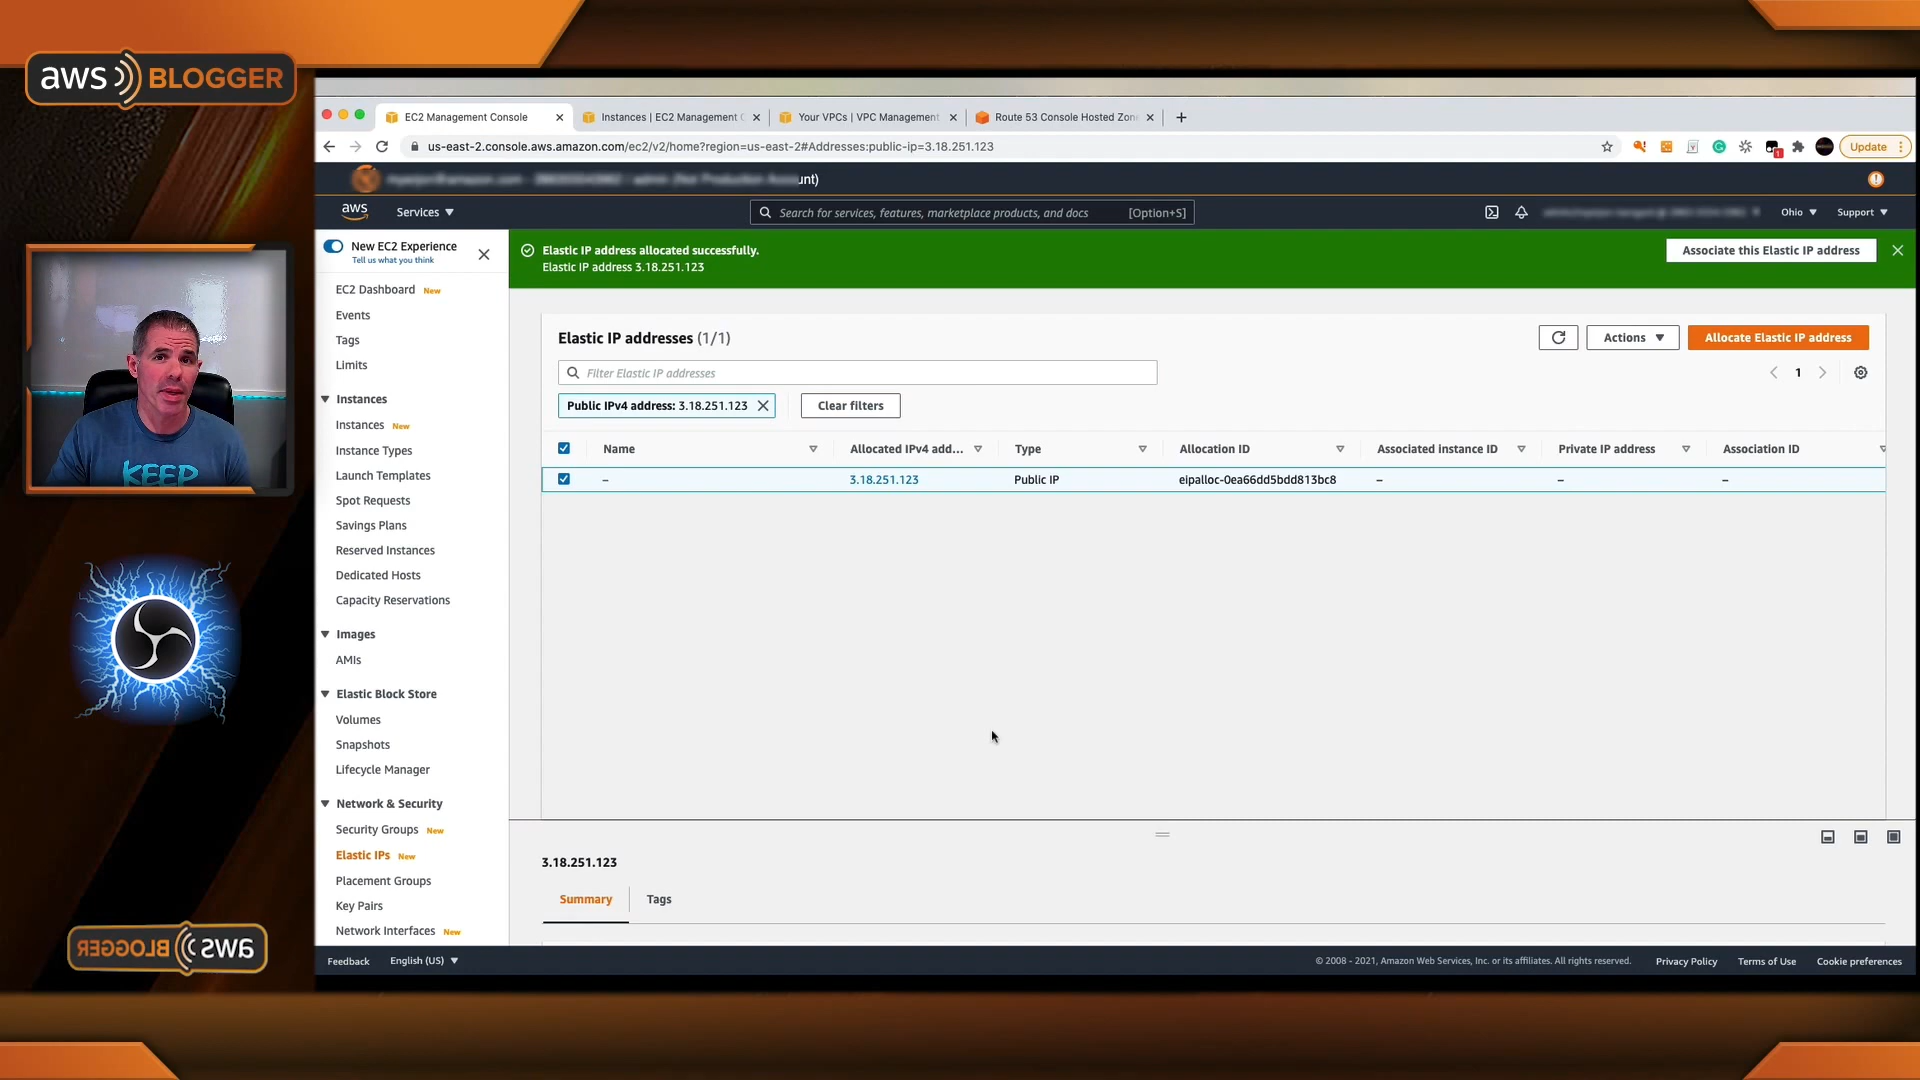 aws BLOGGER
EC2 Management Console
Instances | EC2 Management C
Your VPCs | VPC Management
Route 53 Console Hosted Zon
us-east-2.console.aws.amazon.com/ec2/v2/home?region=us-east-2#Addresses:public-ip=3.18.251.123
1
Update
unt)
aws
Services
Search for services, features, marketplace products, and docs
[Option+S]
Ohio
Support
New EC2 Experience
Tell us what you think
EC2 Dashboard New
Events
Tags
Limits
Instances
Instances New
Instance Types
Launch Templates
Spot Requests
Savings Plans
Reserved Instances
Dedicated Hosts
Capacity Reservations
Images
AMIs
Elastic Block Store
Volumes
Snapshots
Lifecycle Manager
Network & Security
Security Groups New
Elastic IPs New
Placement Groups
Key Pairs
Network Interfaces New
Elastic IP address allocated successfully.
Elastic IP address 3.18.251.123
Associate this Elastic IP address
Elastic IP addresses (1/1)
Actions
Allocate Elastic IP address
Filter Elastic IP addresses
1
Public IPv4 address: 3.18.251.123
Clear filters
Name Allocated IPv4 add... Type Allocation ID Associated instance ID Private IP address Association ID
– 3.18.251.123 Public IP eipalloc-0ea66dd5bdd813bc8 – – –
3.18.251.123
Summary
Tags
Feedback
English (US)
© 2008 - 2021, Amazon Web Services, Inc. or its affiliates. All rights reserved.
Privacy Policy
Terms of Use
Cookie preferences
KEEP
aws BLOGGER